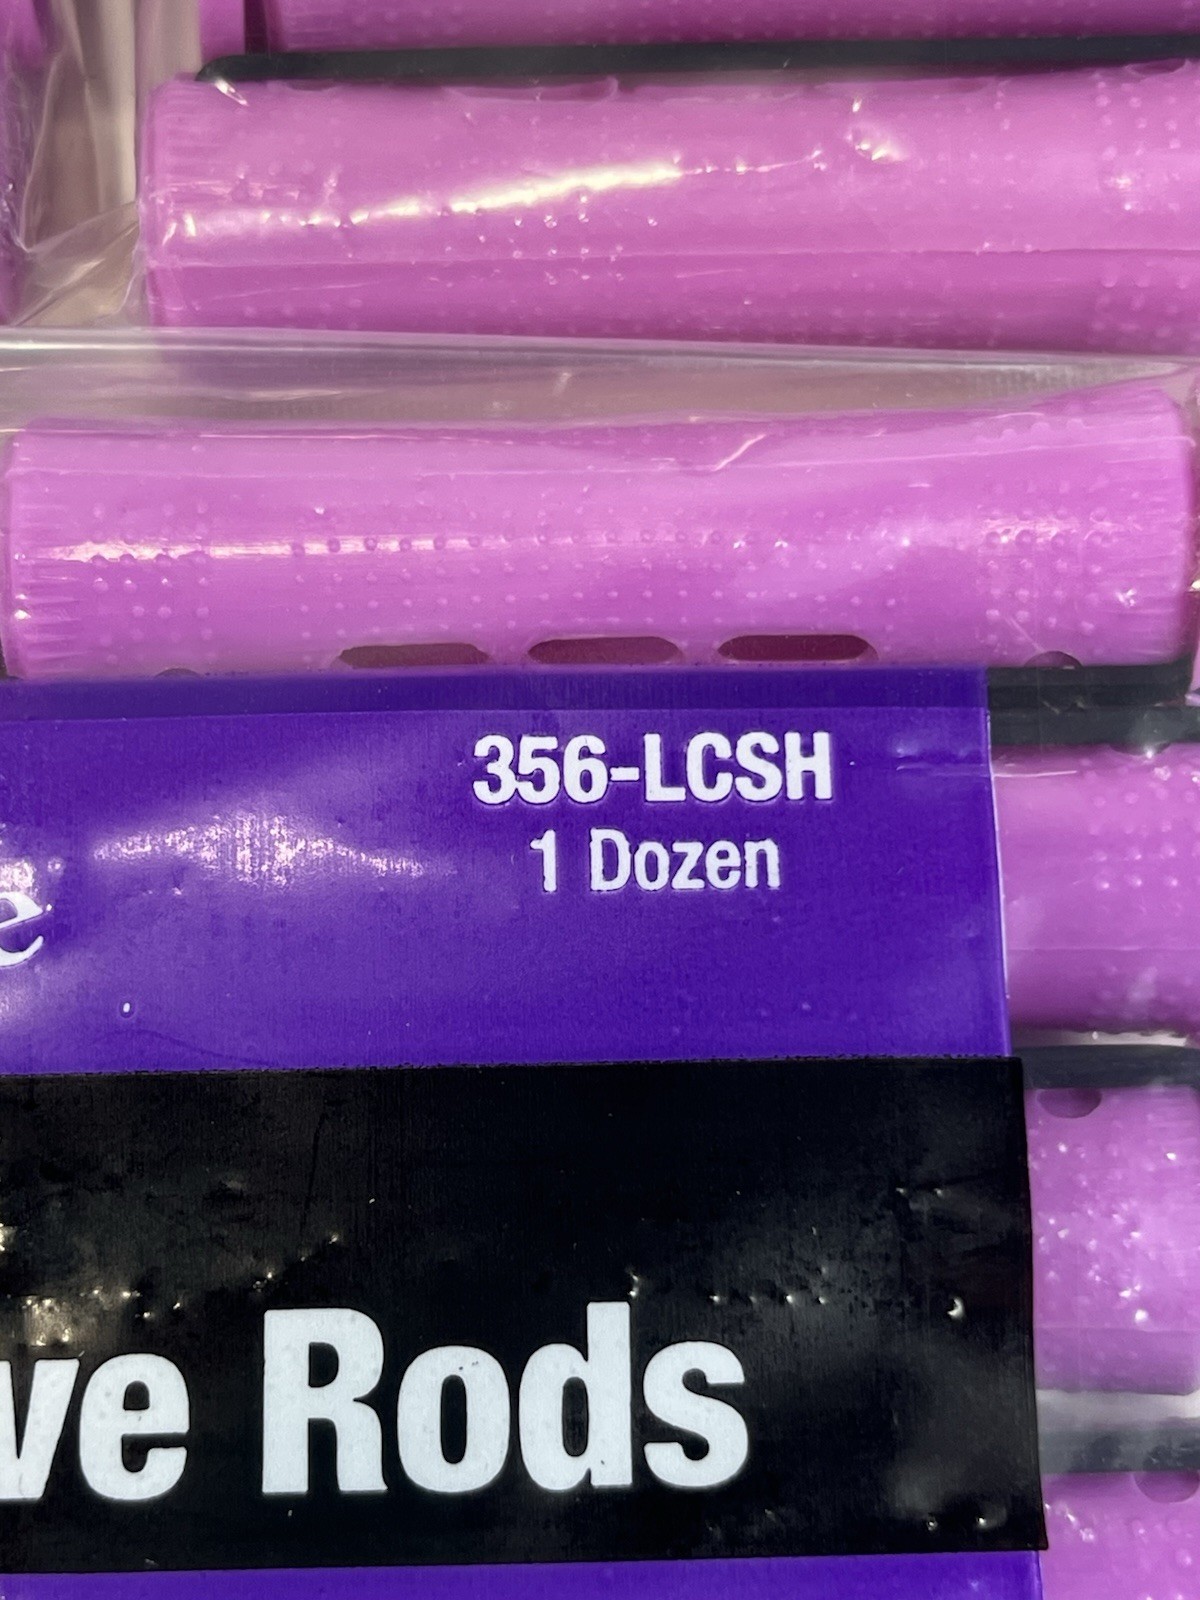 356-LCSH
1 Dozen
e
ve Rods